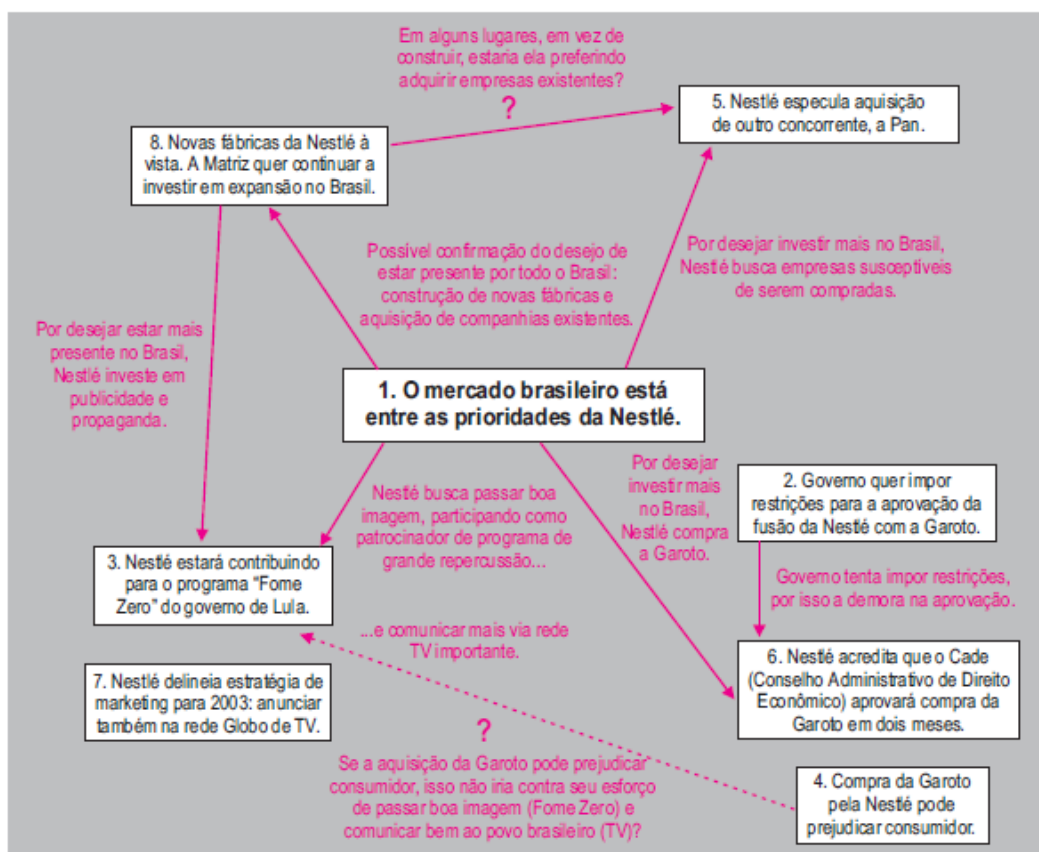 Em alguns lugares, em vez de
construir, estaria ela preferindo
adquirir empresas existentes?
?
5. Nestlé especula aquisição
de outro concorrente, a Pan.
8. Novas fábricas da Nestlé à
vista. A Matriz quer continuar a
investir em expansão no Brasil.
Possível confirmação do desejo de
estar presente por todo o Brasil:
construção de novas fábricas e
aquisição de companhias existentes.
Por desejar investir mais no Brasil,
Nestlé busca empresas susceptíveis
de serem compradas.
Por desejar estar mais
presente no Brasil,
Nestlé investe em
publicidade e
propaganda.
1. O mercado brasileiro está
entre as prioridades da Nestlé.
Nestlé busca passar boa
imagem, participando como
patrocinador de programa de
grande repercussão...
Por desejar
investir mais
no Brasil,
Nestlé compra
a Garoto.
2. Governo quer impor
restrições para a aprovação da
fusão da Nestlé com a Garoto.
3. Nestlé estará contribuindo
para o programa “Fome
Zero” do governo de Lula.
Governo tenta impor restrições,
por isso a demora na aprovação.
...e comunicar mais via rede
TV importante.
7. Nestlé delineia estratégia de
marketing para 2003: anunciar
também na rede Globo de TV.
6. Nestlé acredita que o Cade
(Conselho Administrativo de Direito
Econômico) aprovará compra da
Garoto em dois meses.
?
Se a aquisição da Garoto pode prejudicar
consumidor, isso não iria contra seu esforço
de passar boa imagem (Fome Zero) e
comunicar bem ao povo brasileiro (TV)?
4. Compra da Garoto
pela Nestlé pode
prejudicar consumidor.